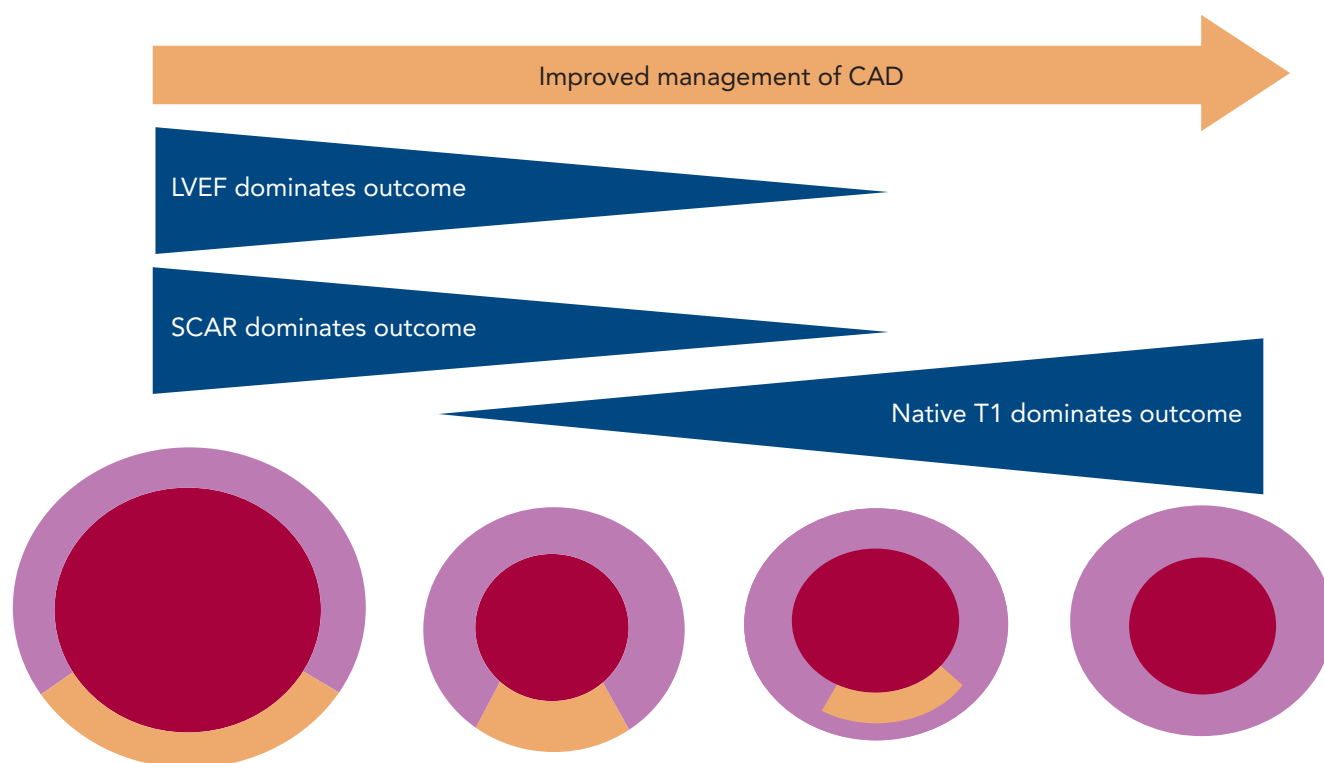 Improved management of CAD
LVEF dominates outcome
SCAR dominates outcome
Native T1 dominates outcome